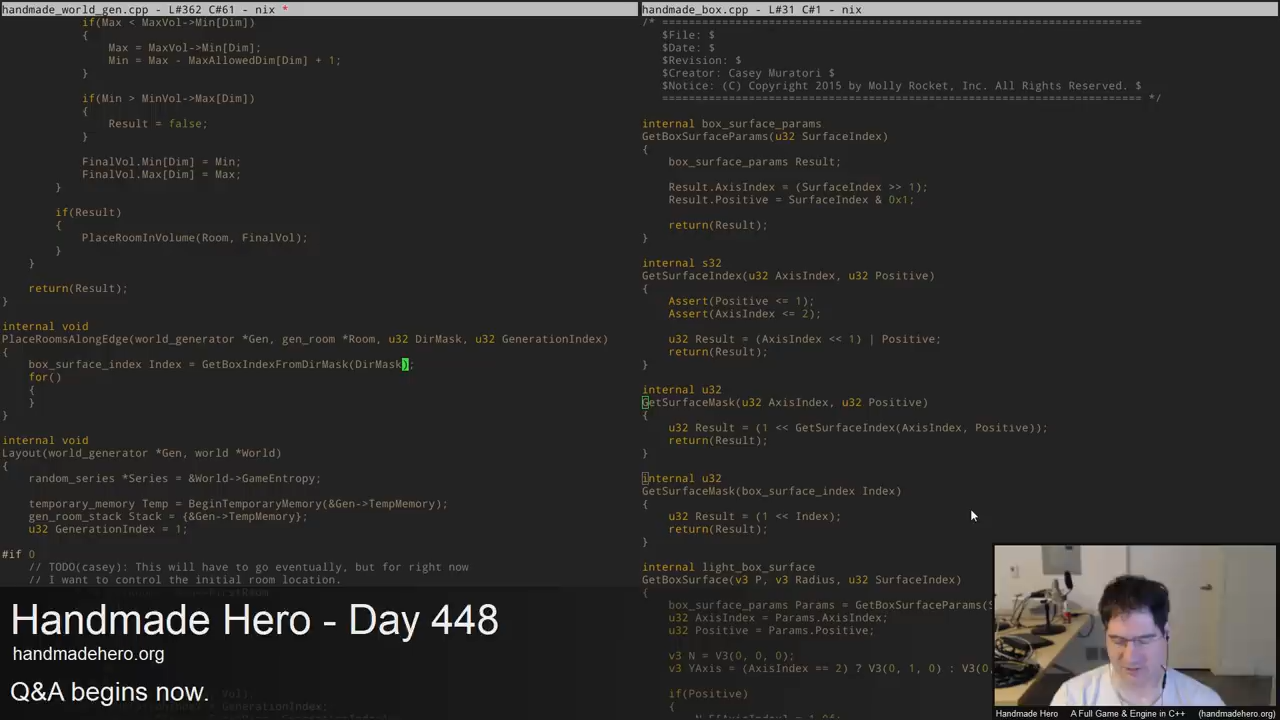 handmade_world_gen.cpp - L#362 C#61 - nix *
if(Max < MaxVol->Min[Dim])
{
Max = MaxVol->Min[Dim];
Min = Max - MaxAllowedDim[Dim] + 1;
}
if(Min > MinVol->Max[Dim])
{
Result = false;
}
FinalVol.Min[Dim] = Min;
FinalVol.Max[Dim] = Max;
}
if(Result)
{
PlaceRoomInVolume(Room, FinalVol);
}
}
return(Result);
}
internal void
PlaceRoomsAlongEdge(world_generator *Gen, gen_room *Room, u32 DirMask, u32 GenerationIndex)
{
box_surface_index Index = GetBoxIndexFromDirMask(DirMask);
for()
{
}
}
internal void
Layout(world_generator *Gen, world *World)
{
random_series *Series = &World->GameEntropy;
temporary_memory Temp = BeginTemporaryMemory(&Gen->TempMemory);
gen_room_stack Stack = {&Gen->TempMemory};
u32 GenerationIndex = 1;
#if 0
// TODO(casey): This will have to go eventually, but for right now
// I want to control the initial room location.
handmade_box.cpp - L#31 C#1 - nix
/* ========================================================================
$File: $
$Date: $
$Revision: $
$Creator: Casey Muratori $
$Notice: (C) Copyright 2015 by Molly Rocket, Inc. All Rights Reserved. $
======================================================================== */
internal box_surface_params
GetBoxSurfaceParams(u32 SurfaceIndex)
{
box_surface_params Result;
Result.AxisIndex = (SurfaceIndex >> 1);
Result.Positive = SurfaceIndex & 0x1;
return(Result);
}
internal s32
GetSurfaceIndex(u32 AxisIndex, u32 Positive)
{
Assert(Positive <= 1);
Assert(AxisIndex <= 2);
u32 Result = (AxisIndex << 1) | Positive;
return(Result);
}
internal u32
GetSurfaceMask(u32 AxisIndex, u32 Positive)
{
u32 Result = (1 << GetSurfaceIndex(AxisIndex, Positive));
return(Result);
}
internal u32
GetSurfaceMask(box_surface_index Index)
{
u32 Result = (1 << Index);
return(Result);
}
internal light_box_surface
GetBoxSurface(v3 P, v3 Radius, u32 SurfaceIndex)
{
box_surface_params Params = GetBoxSurfaceParams(S
u32 AxisIndex = Params.AxisIndex;
u32 Positive = Params.Positive;
v3 N = V3(0, 0, 0);
v3 YAxis = (AxisIndex == 2) ? V3(0, 1, 0) : V3(0,
if(Positive)
{
Handmade Hero - Day 448
handmadehero.org
Q&A begins now.
Handmade Hero A Full Game & Engine in C++ (handmadehero.org)